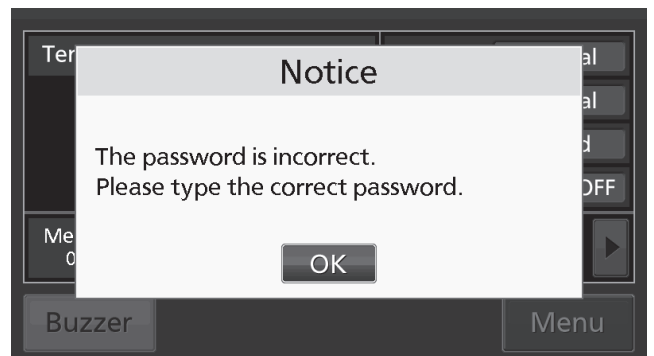 Notice
The password is incorrect.
Please type the correct password.
OK
Buzzer
Menu